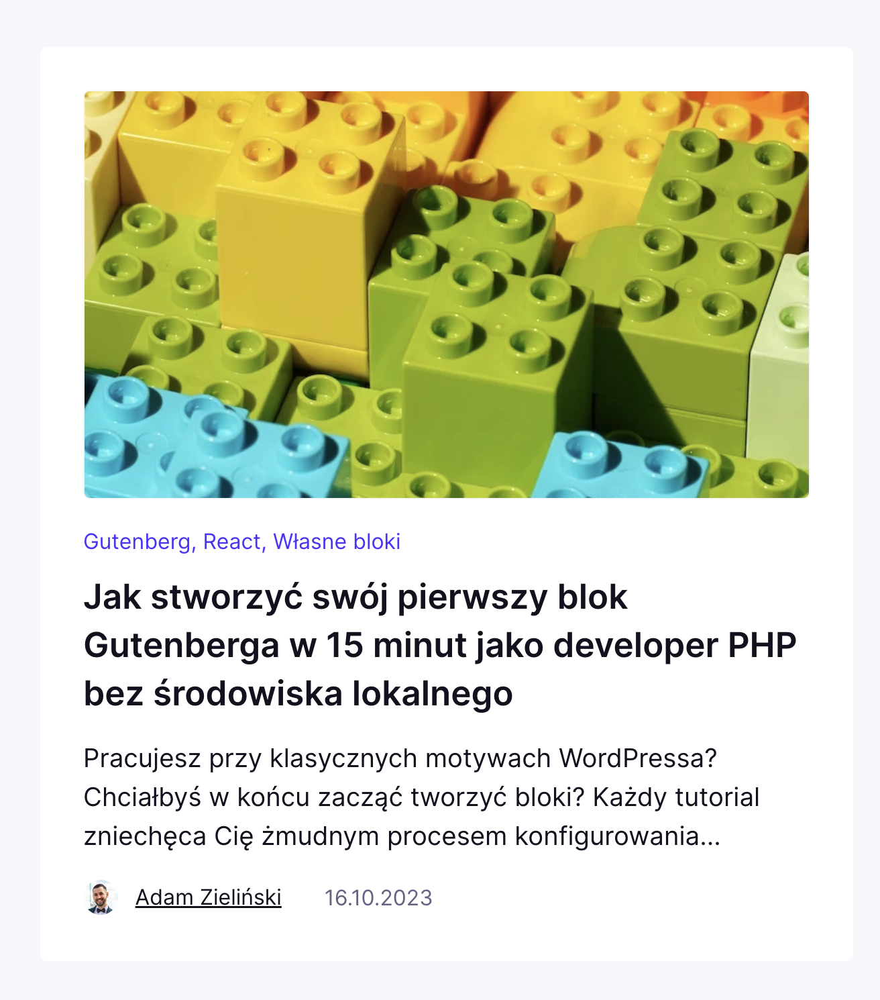 Gutenberg, React, Własne bloki
Jak stworzyć swój pierwszy blok
Gutenberga w 15 minut jako developer PHP
bez środowiska lokalnego
Pracujesz przy klasycznych motywach WordPressa?
Chciałbyś w końcu zacząć tworzyć bloki? Każdy tutorial
zniechęca Cię żmudnym procesem konfigurowania...
Adam Zieliński 16.10.2023